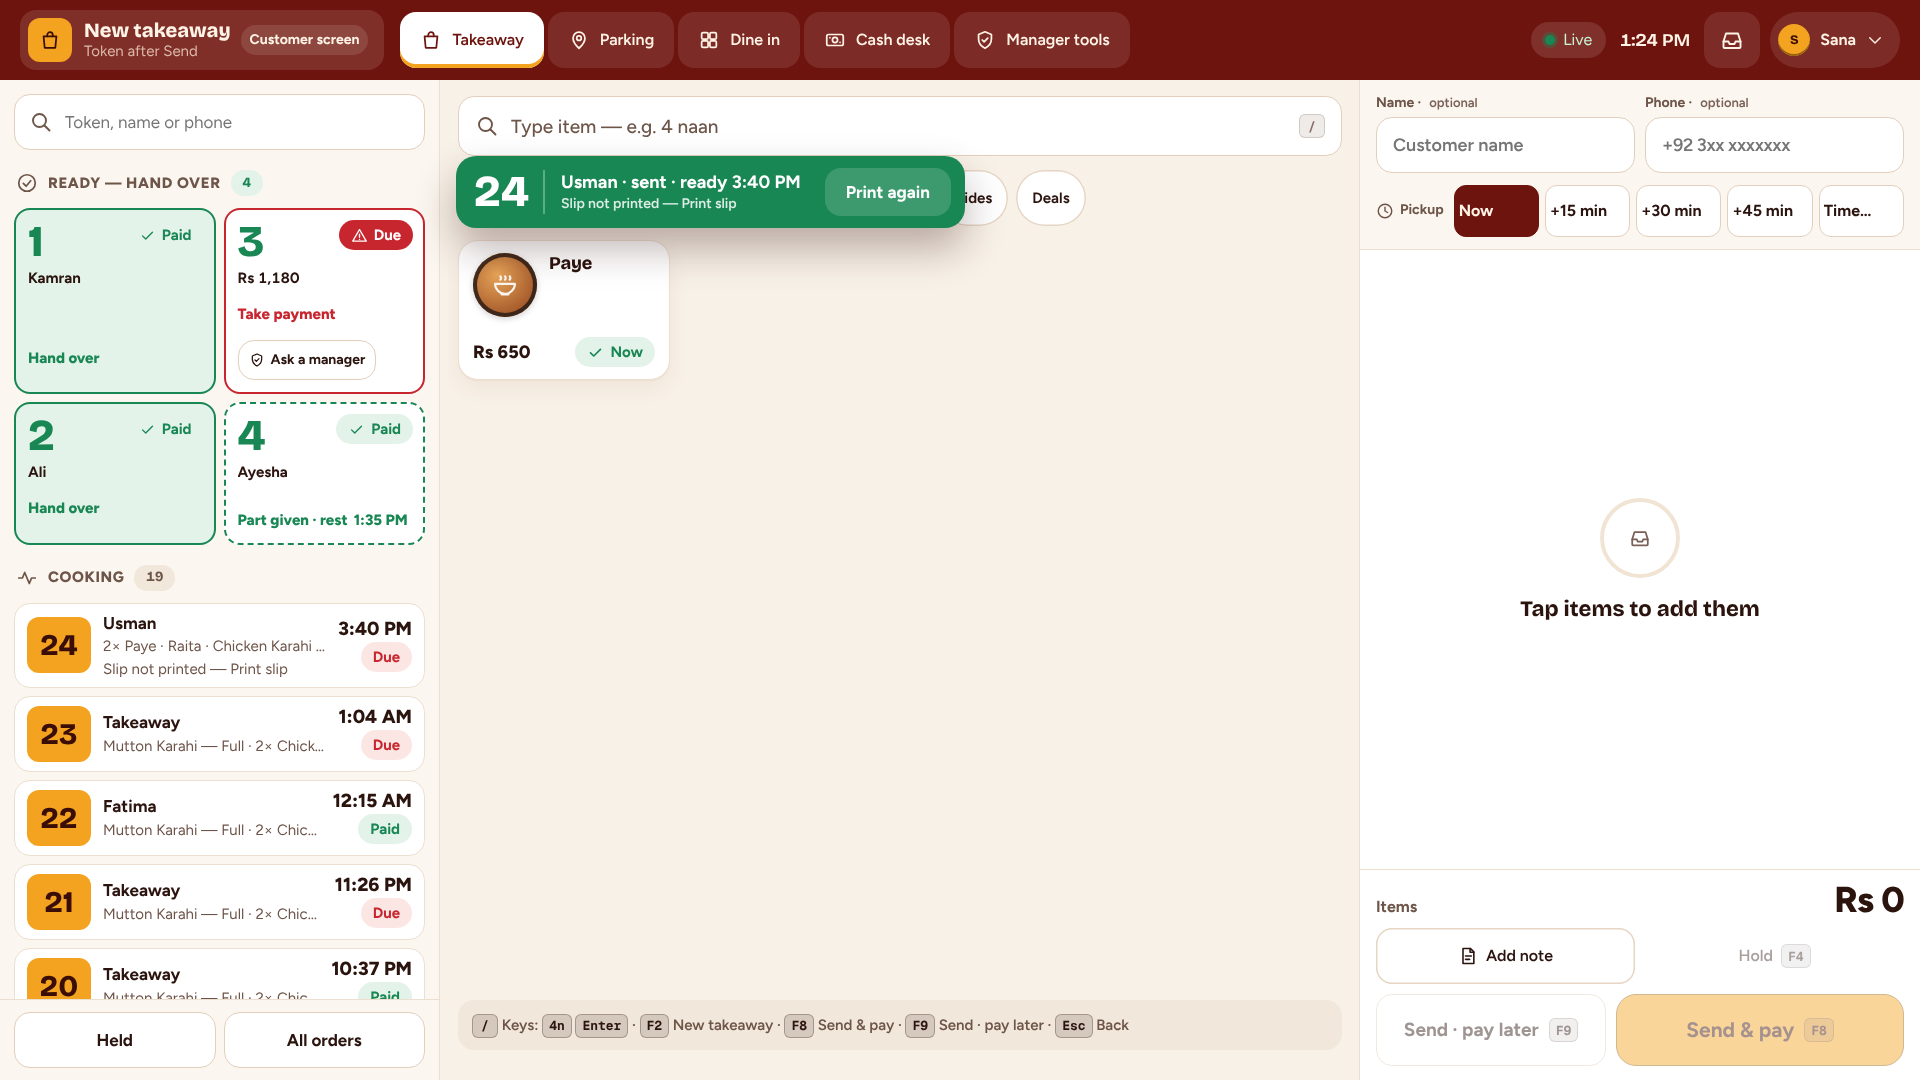 New takeaway
Token after Send
Customer screen
Takeaway
Parking
Dine in
Cash desk
Manager tools
Live
1:24 PM
S
Sana
Token, name or phone
READY — HAND OVER 4
1
Paid
Kamran
Hand over
3
Due
Rs 1,180
Take payment
Ask a manager
2
Paid
Ali
Hand over
4
Paid
Ayesha
Part given · rest 1:35 PM
COOKING 19
24
Usman
2× Paye · Raita · Chicken Karahi ...
Slip not printed — Print slip
3:40 PM
Due
23
Takeaway
Mutton Karahi — Full · 2× Chick...
1:04 AM
Due
22
Fatima
Mutton Karahi — Full · 2× Chic...
12:15 AM
Paid
21
Takeaway
Mutton Karahi — Full · 2× Chic...
11:26 PM
Due
20
Takeaway
Mutton Karahi — Full · 2× Chic...
10:37 PM
Paid
Held
All orders
Type item — e.g. 4 naan
/
24
Usman · sent · ready 3:40 PM
Slip not printed — Print slip
Print again
ides
Deals
Paye
Rs 650
Now
/ Keys: 4n Enter · F2 New takeaway · F8 Send & pay · F9 Send · pay later · Esc Back
Name · optional
Customer name
Phone · optional
+92 3xx xxxxxxx
Pickup
Now
+15 min
+30 min
+45 min
Time...
Tap items to add them
Items
Rs 0
Add note
Hold F4
Send · pay later F9
Send & pay F8